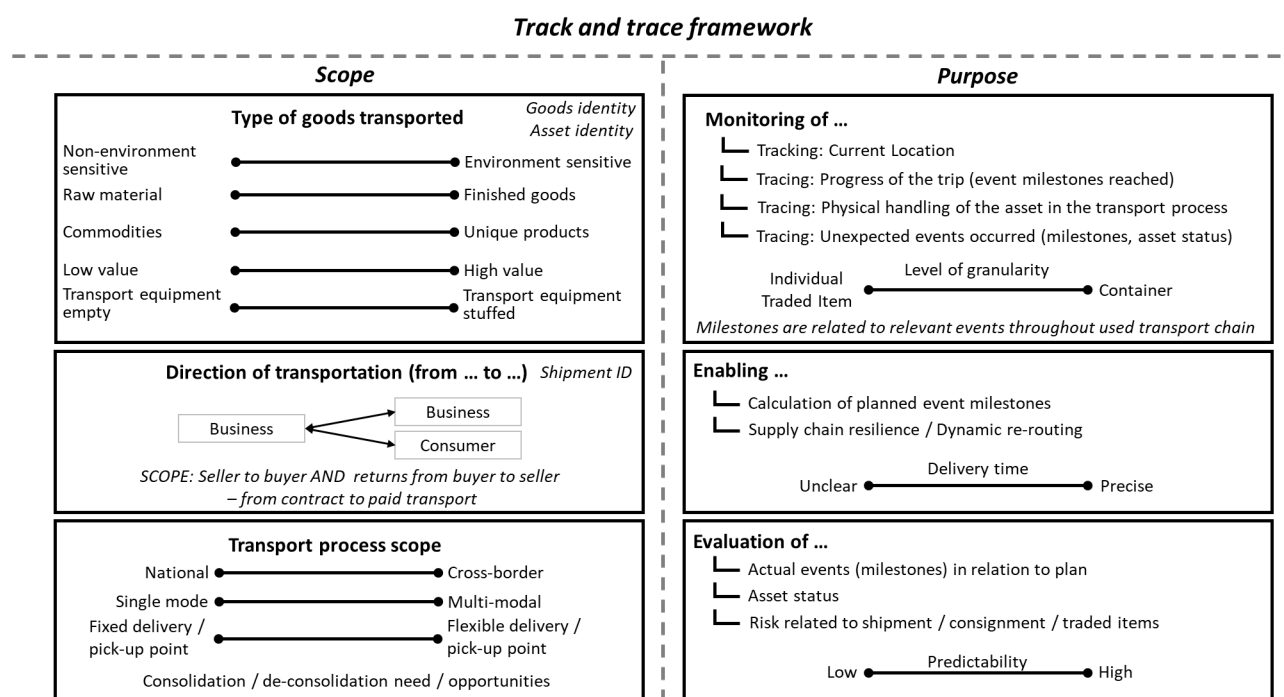 Track and trace framework
Scope
Type of goods transported
Goods identity
Asset identity
Non-environment
sensitive
Environment sensitive
Raw material
Finished goods
Commodities
Unique products
Low value
High value
Transport equipment
empty
Transport equipment
stuffed
Direction of transportation (from ... to ...)
Shipment ID
Business
Business
Consumer
SCOPE: Seller to buyer AND returns from buyer to seller
– from contract to paid transport
Transport process scope
National
Cross-border
Single mode
Multi-modal
Fixed delivery /
pick-up point
Flexible delivery /
pick-up point
Consolidation / de-consolidation need / opportunities
Purpose
Monitoring of ...
Tracking: Current Location
Tracing: Progress of the trip (event milestones reached)
Tracing: Physical handling of the asset in the transport process
Tracing: Unexpected events occurred (milestones, asset status)
Level of granularity
Individual
Traded Item
Container
Milestones are related to relevant events throughout used transport chain
Enabling ...
Calculation of planned event milestones
Supply chain resilience / Dynamic re-routing
Delivery time
Unclear
Precise
Evaluation of ...
Actual events (milestones) in relation to plan
Asset status
Risk related to shipment / consignment / traded items
Predictability
Low
High